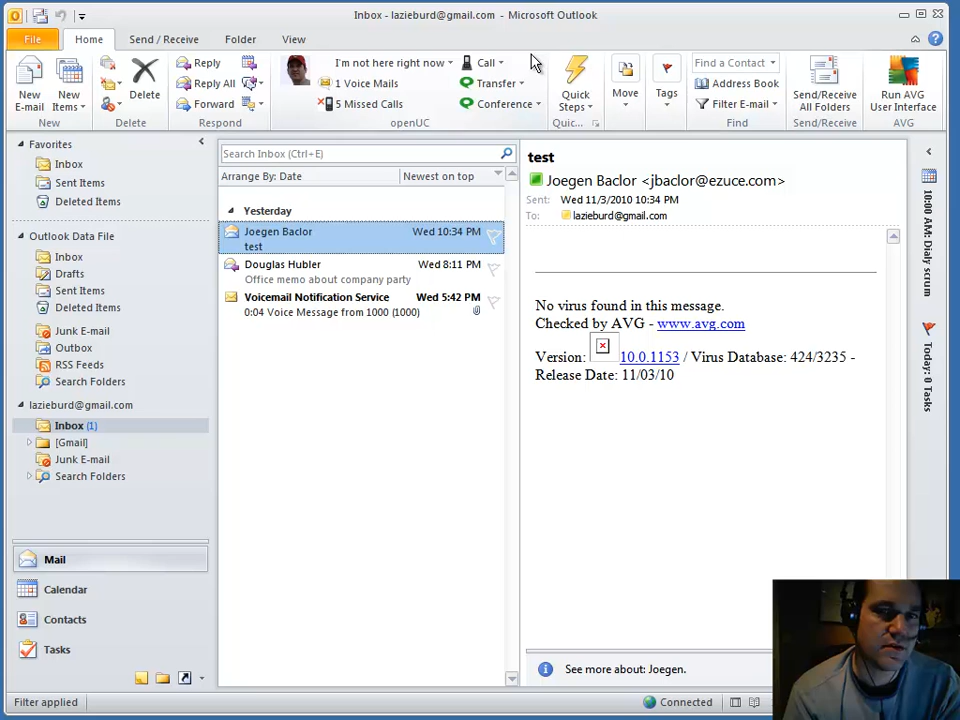 Inbox - lazieburd@gmail.com - Microsoft Outlook
File Home Send / Receive Folder View
New E-mail
New Items
Delete
Reply
Reply All
Forward
I'm not here right now
1 Voice Mails
5 Missed Calls
Call
Transfer
Conference
Quick Steps
Move
Tags
Find a Contact
Address Book
Filter E-mail
Send/Receive All Folders
Run AVG User Interface
New Delete Respond openUC Quic... Find Send/Receive AVG
Favorites
Inbox
Sent Items
Deleted Items
Outlook Data File
Inbox
Drafts
Sent Items
Deleted Items
Junk E-mail
Outbox
RSS Feeds
Search Folders
lazieburd@gmail.com
Inbox (1)
[Gmail]
Junk E-mail
Search Folders
Mail
Calendar
Contacts
Tasks
Search Inbox (Ctrl+E)
Arrange By: Date Newest on top
Yesterday
Joegen Baclor Wed 10:34 PM
test
Douglas Hubler Wed 8:11 PM
Office memo about company party
Voicemail Notification Service Wed 5:42 PM
0:04 Voice Message from 1000 (1000)
test
Joegen Baclor <jbaclor@ezuce.com>
Sent: Wed 11/3/2010 10:34 PM
To: lazieburd@gmail.com
No virus found in this message.
Checked by AVG - www.avg.com
Version: 10.0.1153 / Virus Database: 424/3235 -
Release Date: 11/03/10
See more about: Joegen.
10:00 AM: Dialy scrum
Today: 0 Tasks
Filter applied
Connected